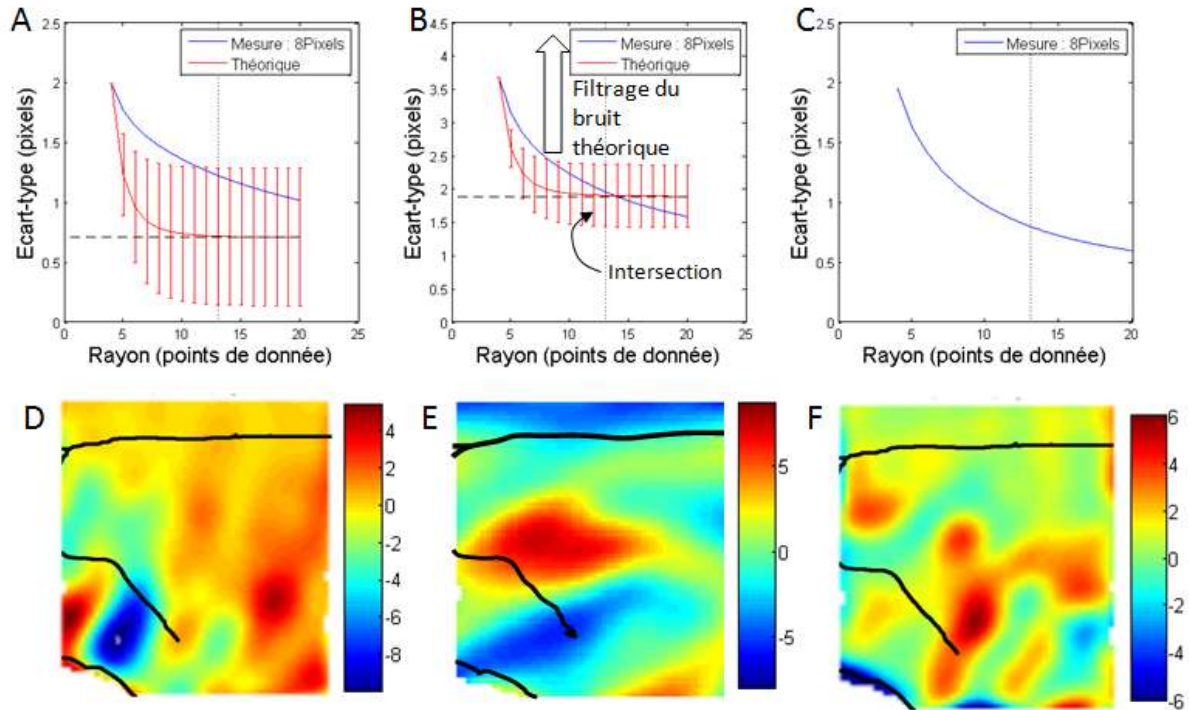 A
2.5
2
1.5
1
0.5
0
0 5 10 15 20 25
Ecart-type (pixels)
Rayon (points de donnée)
Mesure : 8Pixels
Théorique
B
4.5
4
3.5
3
2.5
2
1.5
1
0.5
0
0 5 10 15 20 25
Ecart-type (pixels)
Rayon (points de donnée)
Mesure : 8Pixels
Théorique
Filtrage du
bruit
théorique
Intersection
C
2.5
2
1.5
1
0.5
0
0 5 10 15 20
Ecart-type (pixels)
Rayon (points de donnée)
Mesure : 8Pixels
D
4
2
0
-2
-4
-6
-8
E
5
0
-5
F
6
4
2
0
-2
-4
-6